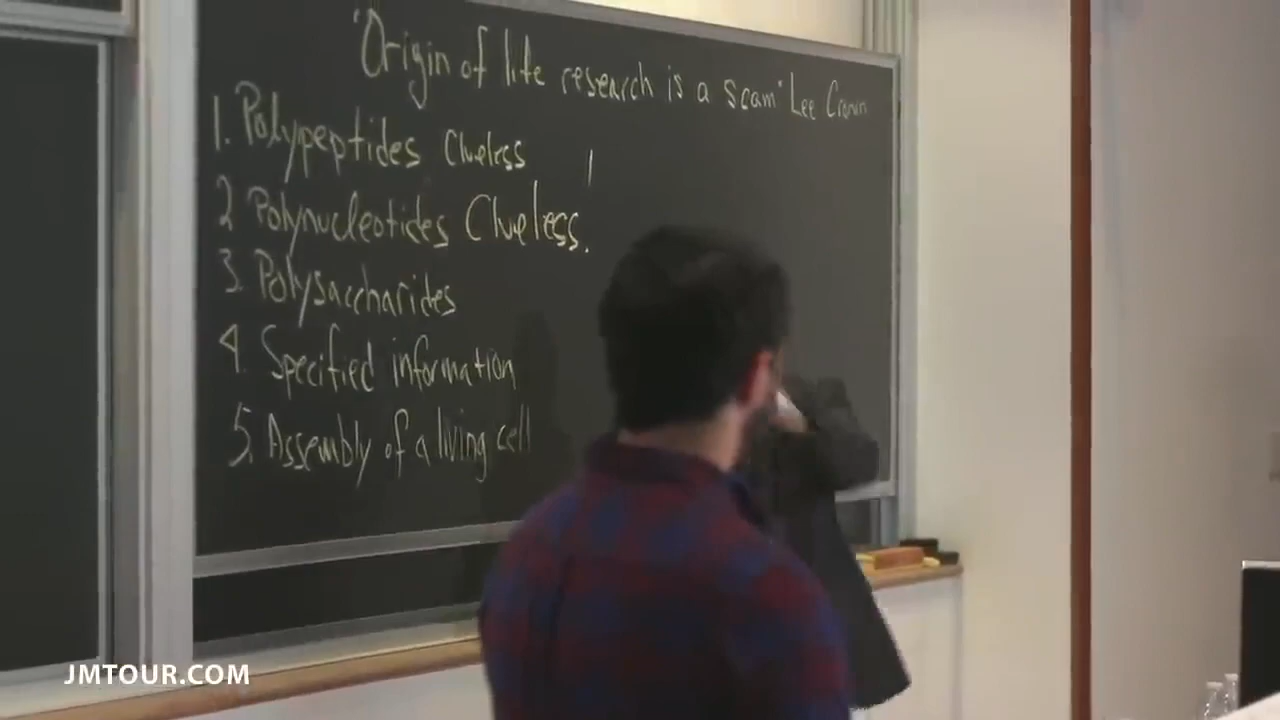 "Origin of life research is a scam" Lee Cronin
1. Polypeptides Clueless
2 Polynucleotides Clueless.
3. Polysaccharides
4. Specified information
5. Assembly of a living cell
JMTOUR.COM